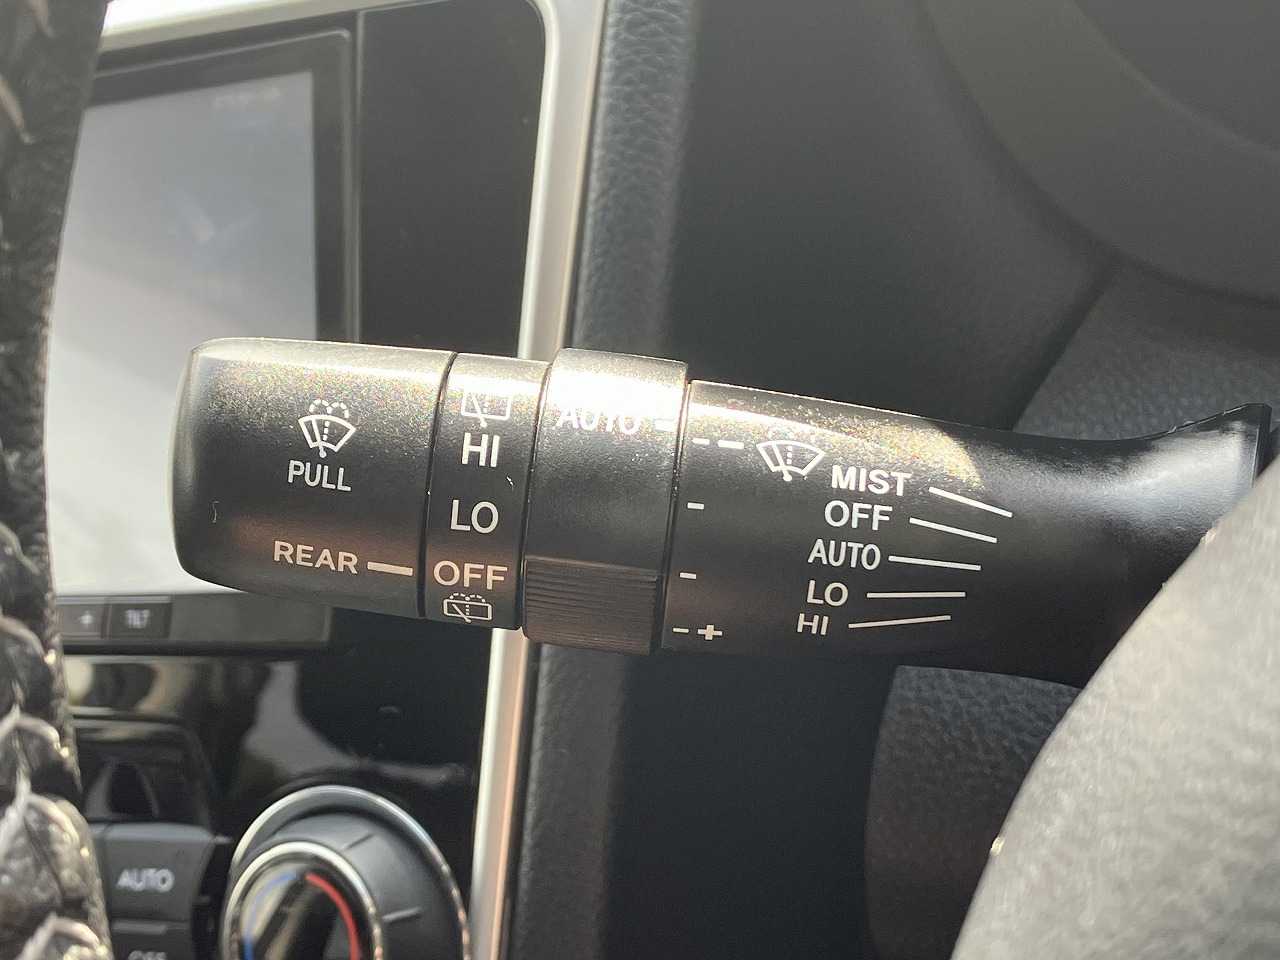 PULL
REAR
HI
LO
OFF
AUTO
MIST
OFF
AUTO
LO
HI
- +
+
TILT
AUTO